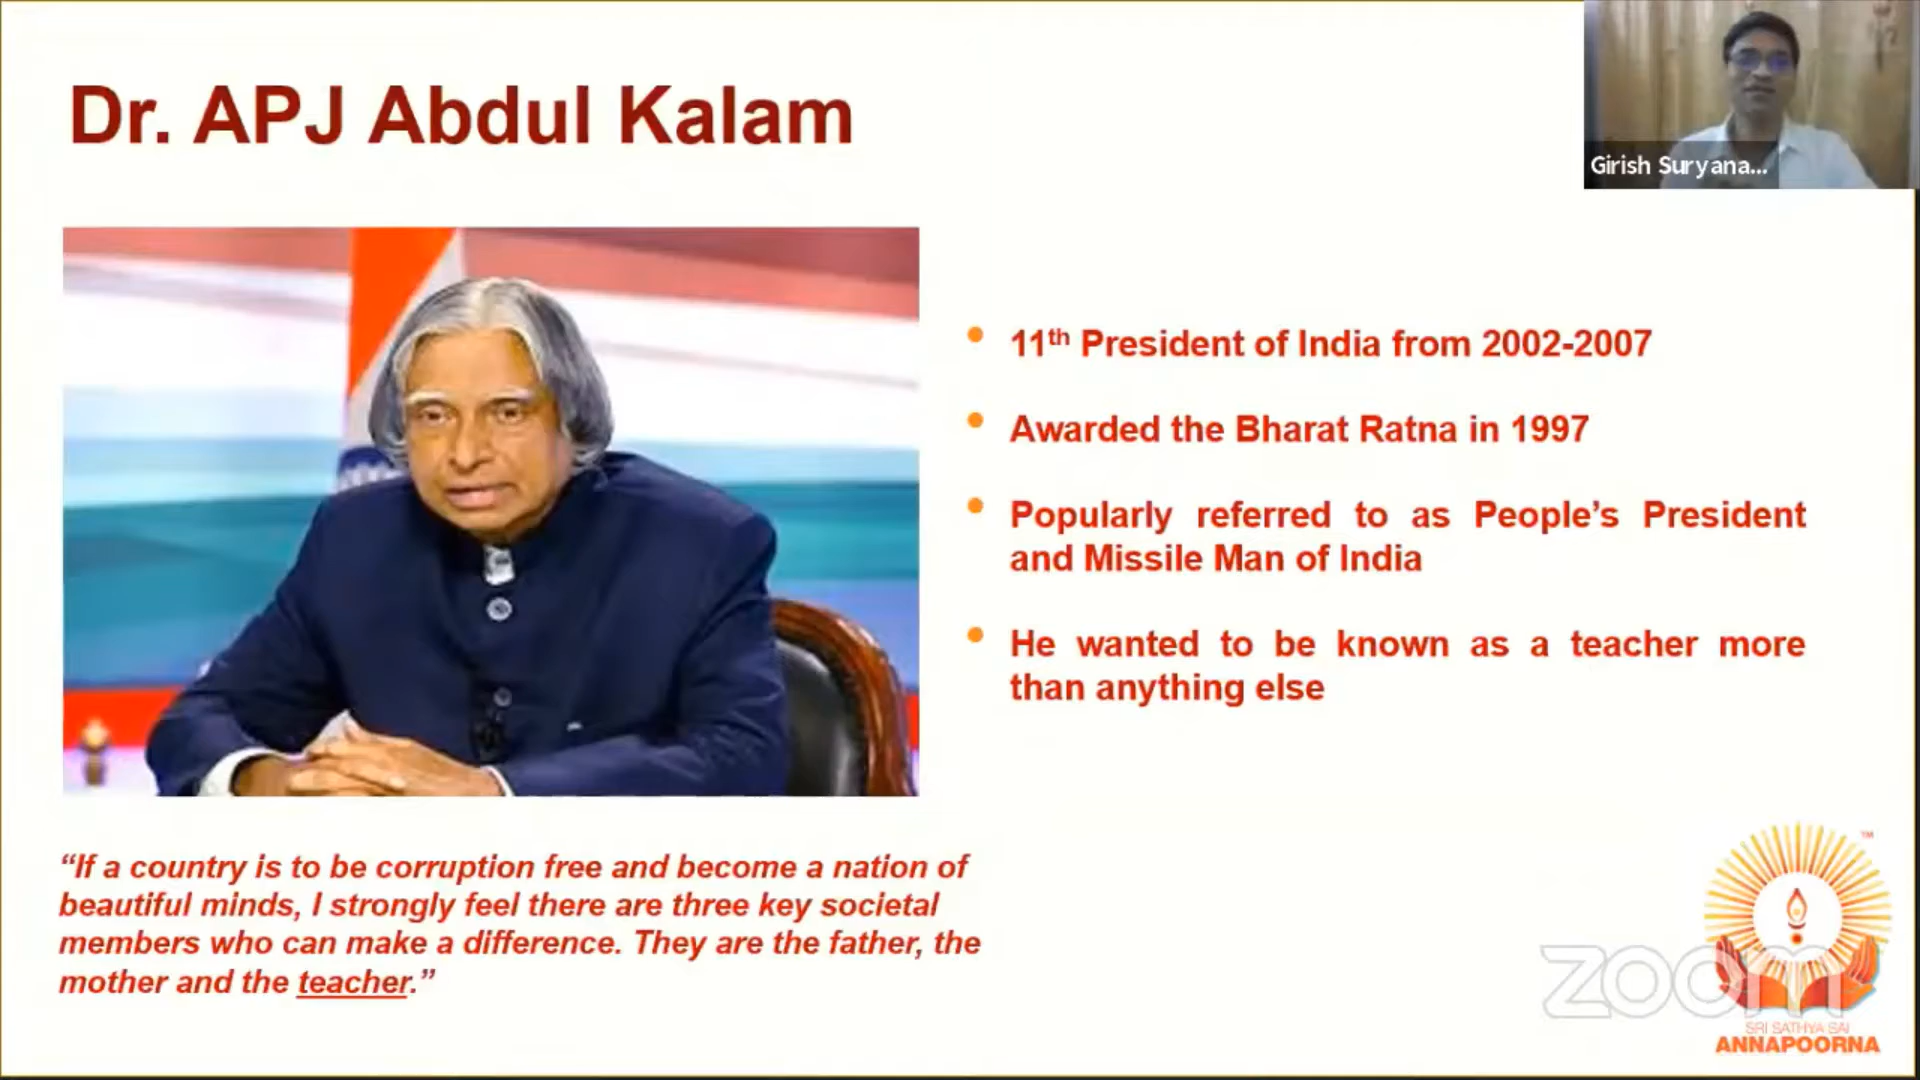 Dr. APJ Abdul Kalam
Girish Suryana...
11th President of India from 2002-2007
Awarded the Bharat Ratna in 1997
Popularly referred to as People’s President
and Missile Man of India
He wanted to be known as a teacher more
than anything else
“If a country is to be corruption free and become a nation of
beautiful minds, I strongly feel there are three key societal
members who can make a difference. They are the father, the
mother and the teacher.”
TM
zoom
SRI SATHYA SAI
ANNAPOORNA